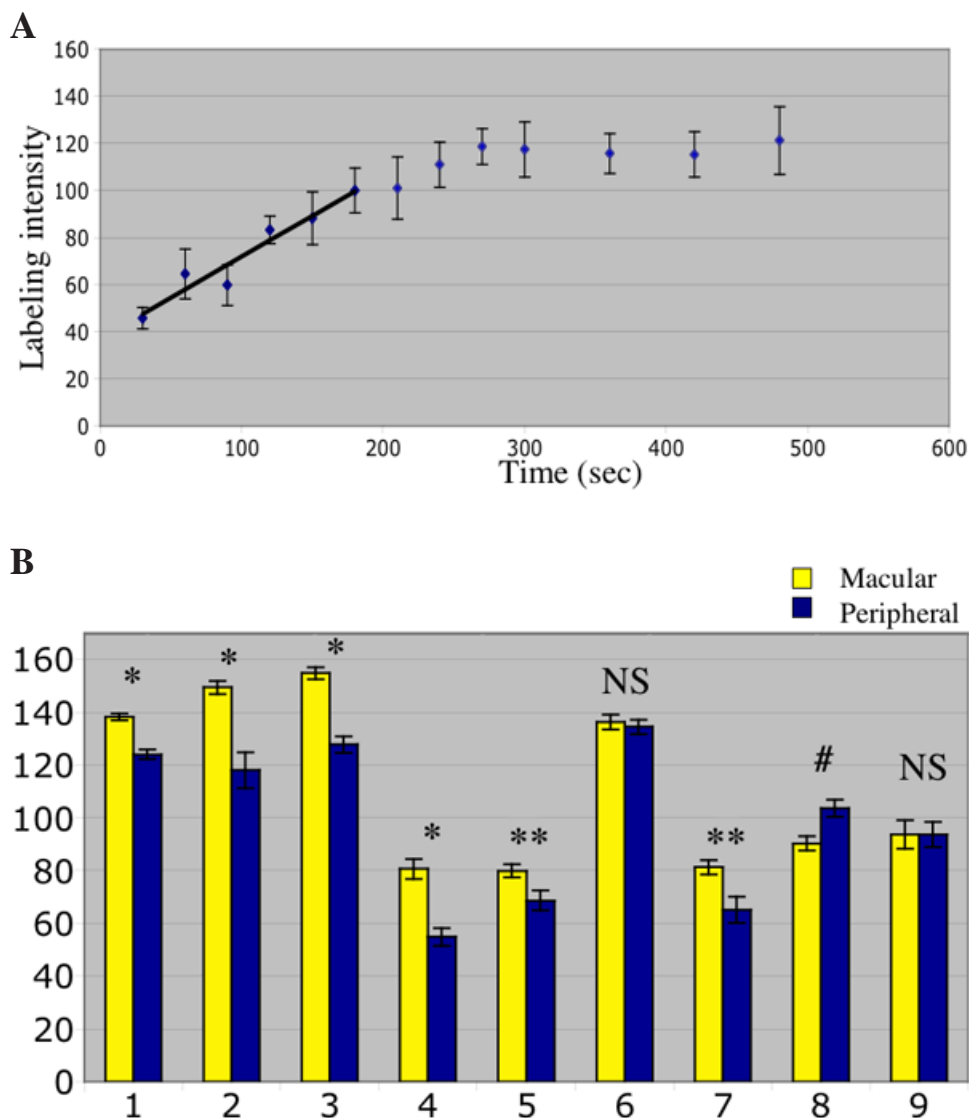 A
160
140
120
100
80
60
40
20
0
Labeling intensity
0 100 200 300 400 500 600
Time (sec)
B
Macular
Peripheral
160
140
120
100
80
60
40
20
0
* * * * ** NS ** # NS
1 2 3 4 5 6 7 8 9